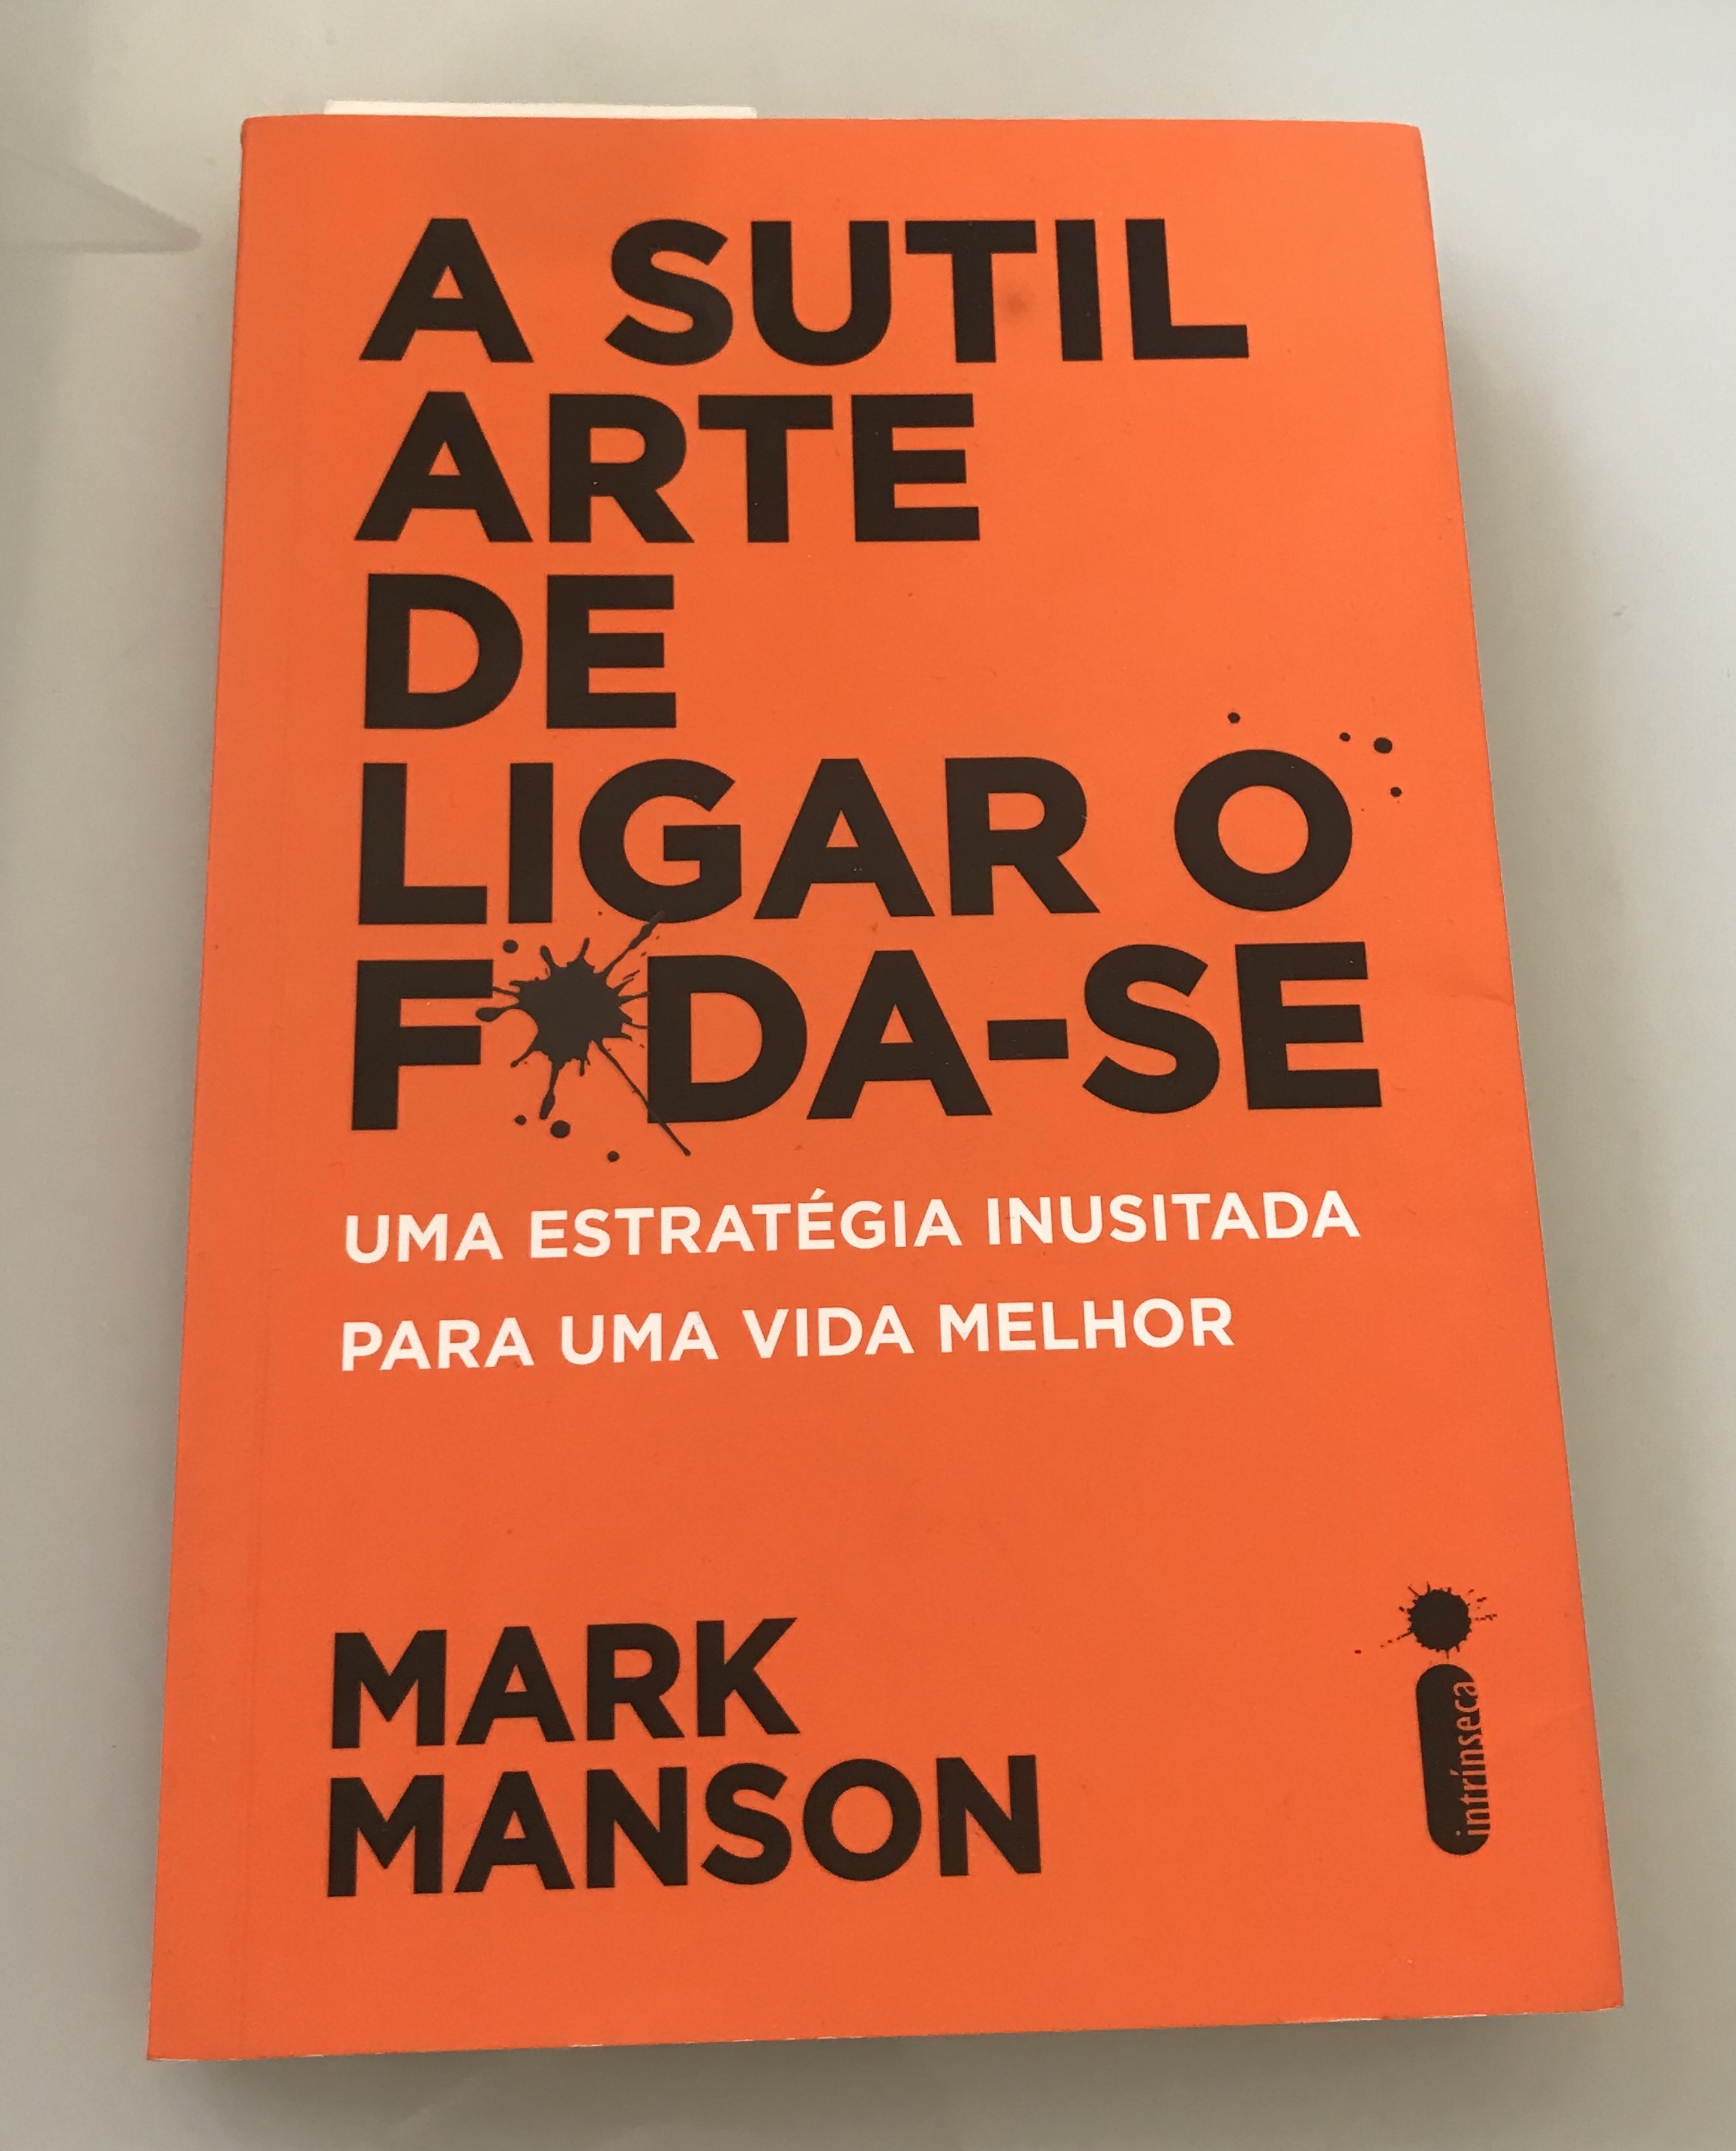 A SUTIL
ARTE
DE
LIGAR O
F*DA-SE
UMA ESTRATÉGIA INUSITADA
PARA UMA VIDA MELHOR
MARK
MANSON
intrínseca